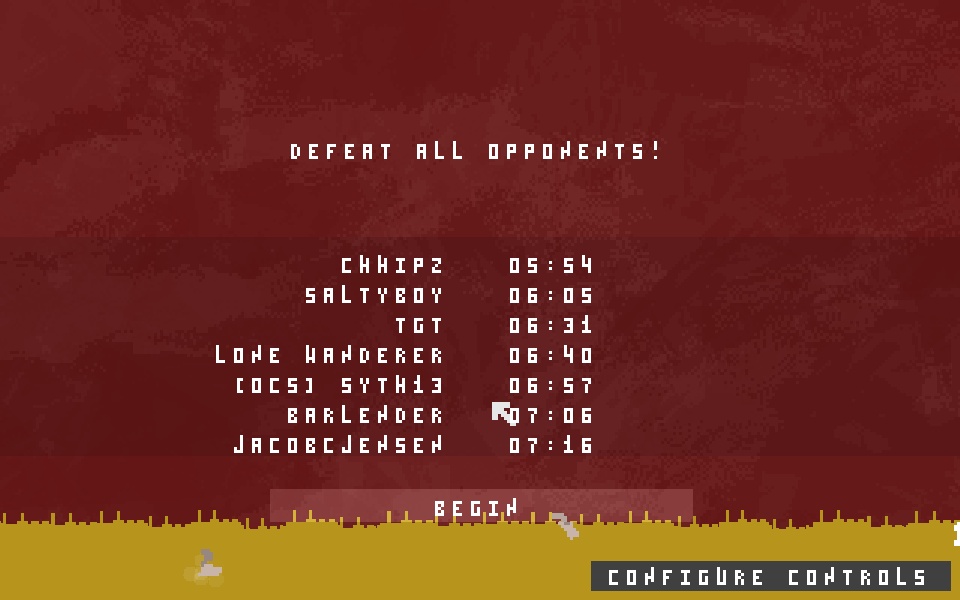 DEFEAT ALL OPPONENTS!
CHHIPZ 05:54
SALTYBOY 06:05
TGT 06:31
LONE WANDERER 06:40
[OCS] SYTH13 06:57
BARLENDER 07:06
JACOBCJENSEN 07:16
BEGIN
CONFIGURE CONTROLS